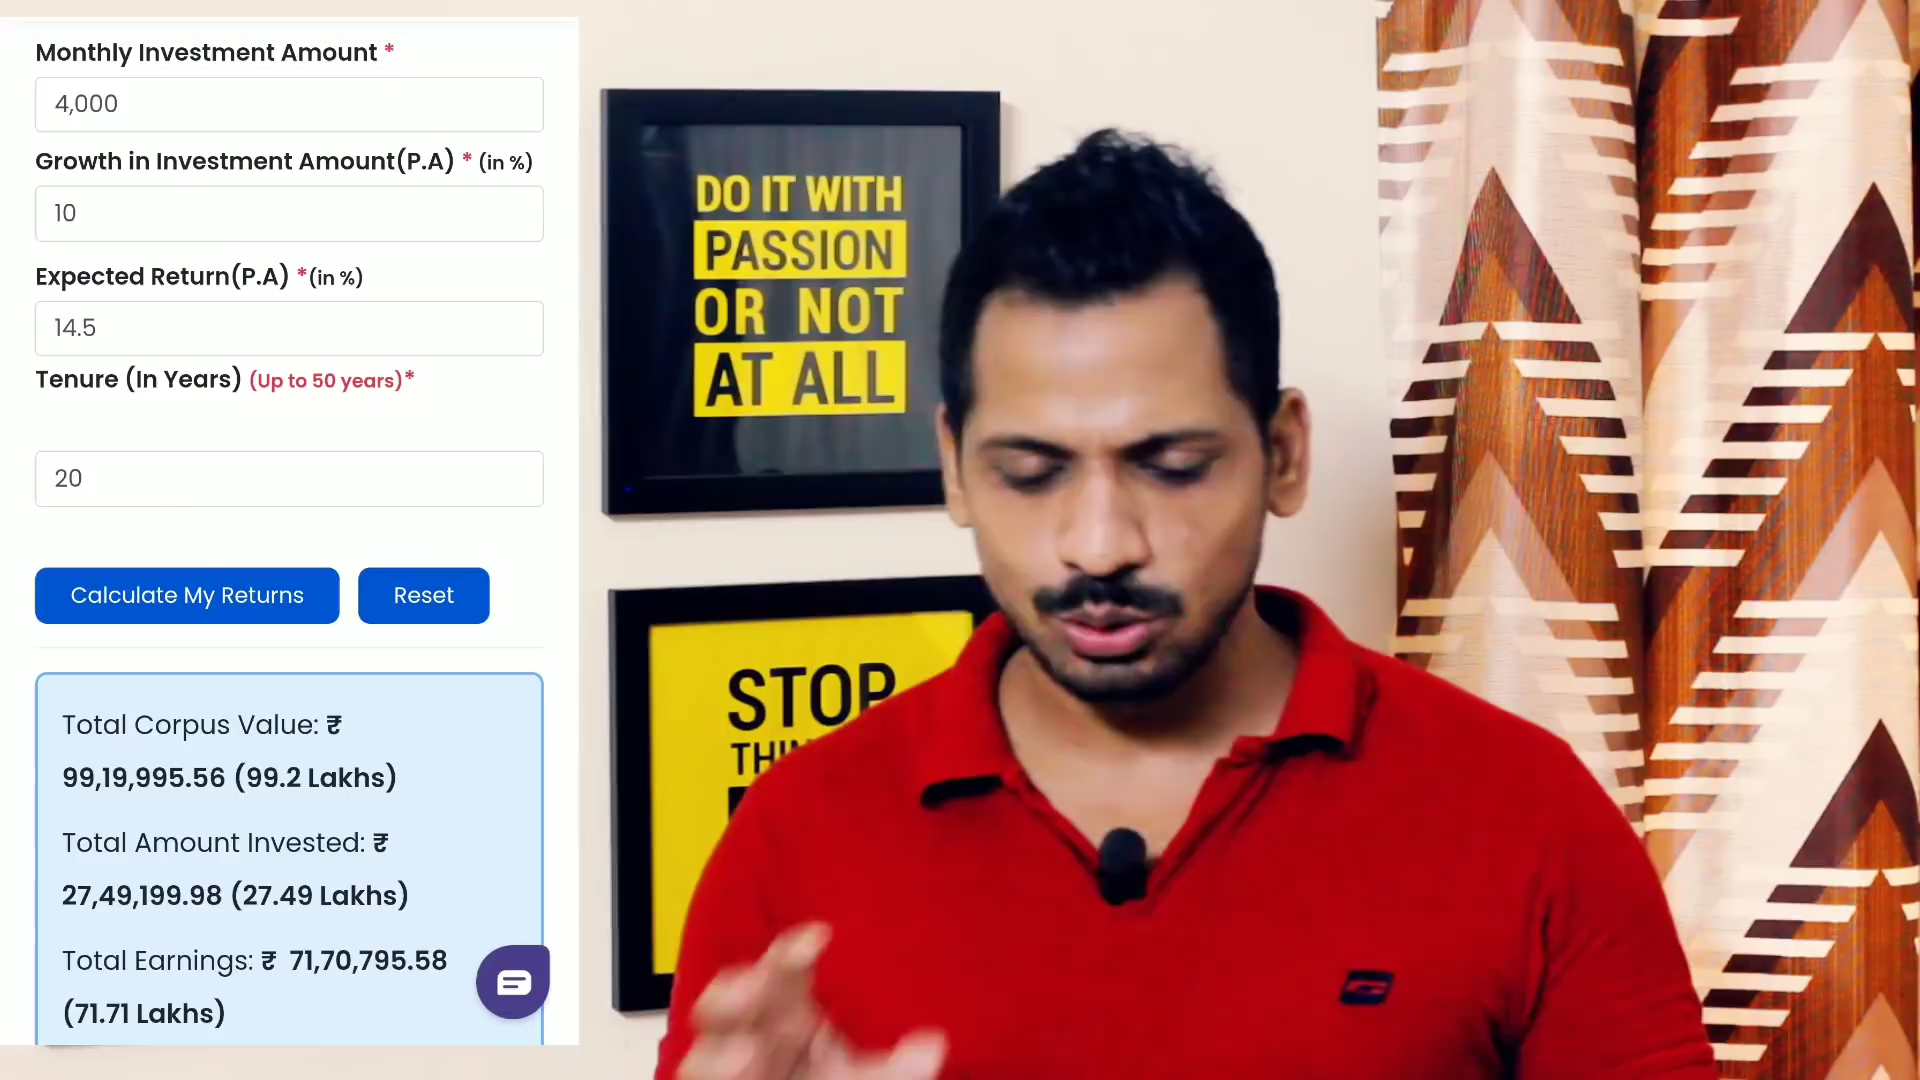 Monthly Investment Amount *
4,000
Growth in Investment Amount(P.A) * (in %)
10
Expected Return(P.A) *(in %)
14.5
Tenure (In Years) (Up to 50 years)*
20
Calculate My Returns
Reset
Total Corpus Value: ₹
99,19,995.56 (99.2 Lakhs)
Total Amount Invested: ₹
27,49,199.98 (27.49 Lakhs)
Total Earnings: ₹ 71,70,795.58
(71.71 Lakhs)
DO IT WITH
PASSION
OR NOT
AT ALL
STOP